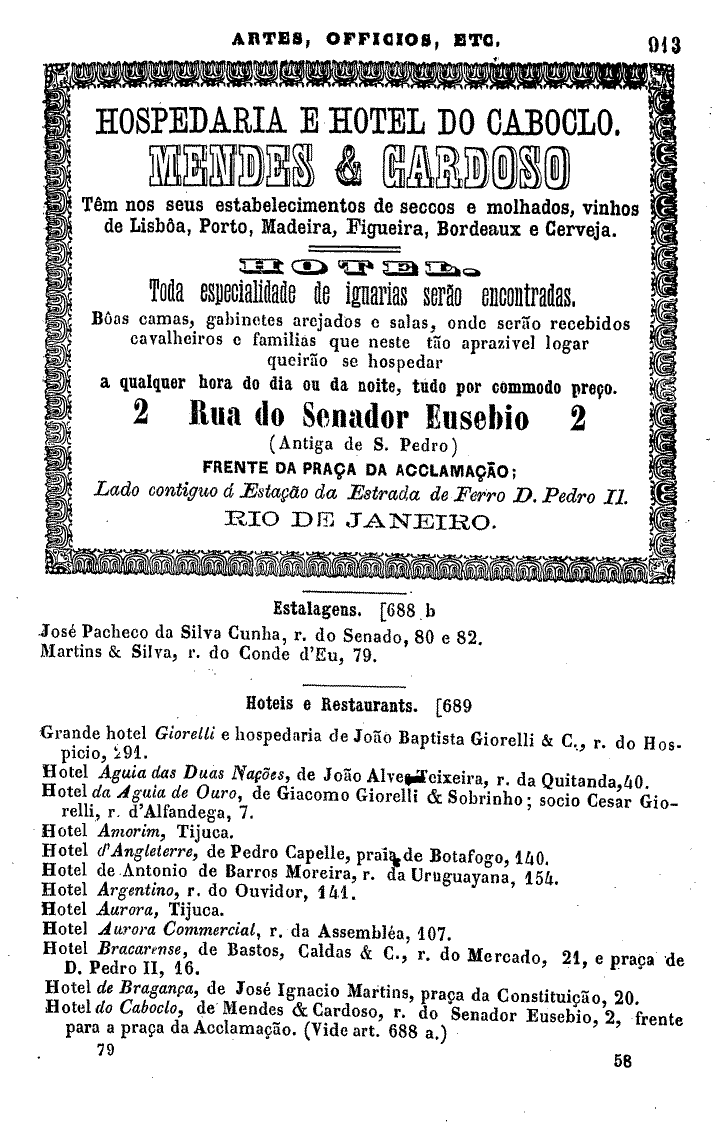 ARTES, OFFICIOS, ETC. 913
HOSPEDARIA E HOTEL DO CABOCLO.
MENDES & CARDOSO
Têm nos seus estabelecimentos de seccos e molhados, vinhos
de Lisbôa, Porto, Madeira, Figueira, Bordeaux e Cerveja.
HOTEL.
Toda especialidade de iguarias serão encontradas.
Bôas camas, gabinetes arejados e salas, onde serão recebidos
cavalheiros e familias que neste tão aprazivel logar
queirão se hospedar
a qualquer hora do dia ou da noite, tudo por commodo preço.
2 Rua do Senador Eusebio 2
(Antiga de S. Pedro)
FRENTE DA PRAÇA DA ACCLAMAÇÃO;
Lado contiguo á Estação da Estrada de Ferro D. Pedro II.
RIO DE JANEIRO.
Estalagens. [688 b
José Pacheco da Silva Cunha, r. do Senado, 80 e 82.
Martins & Silva, r. do Conde d'Eu, 79.
Hoteis e Restaurants. [689
Grande hotel Giorelli e hospedaria de João Baptista Giorelli & C., r. do Hos-
picio, 291.
Hotel Aguia das Duas Nações, de João Alves Teixeira, r. da Quitanda, 40.
Hotel da Aguia de Ouro, de Giacomo Giorelli & Sobrinho; socio Cesar Gio-
relli, r. d'Alfandega, 7.
Hotel Amorim, Tijuca.
Hotel d'Angleterre, de Pedro Capelle, praia de Botafogo, 140.
Hotel de Antonio de Barros Moreira, r. da Uruguayana, 154.
Hotel Argentino, r. do Ouvidor, 141.
Hotel Aurora, Tijuca.
Hotel Aurora Commercial, r. da Assembléa, 107.
Hotel Bracarense, de Bastos, Caldas & C., r. do Mercado, 21, e praça de
D. Pedro II, 16.
Hotel de Bragança, de José Ignacio Martins, praça da Constituição, 20.
Hotel do Caboclo, de Mendes & Cardoso, r. do Senador Eusebio, 2, frente
para a praça da Acclamação. (Vide art. 688 a.)
79 58